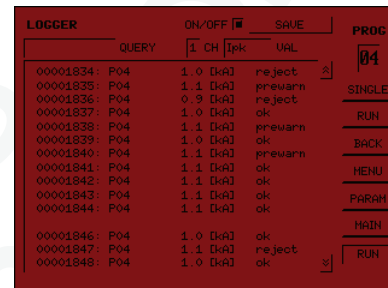 LOGGER ON/OFF SAVE PROG
QUERY 1 CH Ipk VAL 04
00001834: P04 1.0 [kA] reject
00001835: P04 1.1 [kA] prewarn
00001836: P04 0.9 [kA] reject
00001837: P04 1.0 [kA] ok
00001838: P04 1.1 [kA] prewarn
00001839: P04 1.0 [kA] ok
00001840: P04 1.1 [kA] prewarn
00001841: P04 1.1 [kA] ok
00001842: P04 1.1 [kA] ok
00001843: P04 1.1 [kA] ok
00001844: P04 1.1 [kA] ok
00001846: P04 1.0 [kA] ok
00001847: P04 1.1 [kA] reject
00001848: P04 1.0 [kA] ok
SINGLE
RUN
BACK
MENU
PARAM
MAIN
RUN